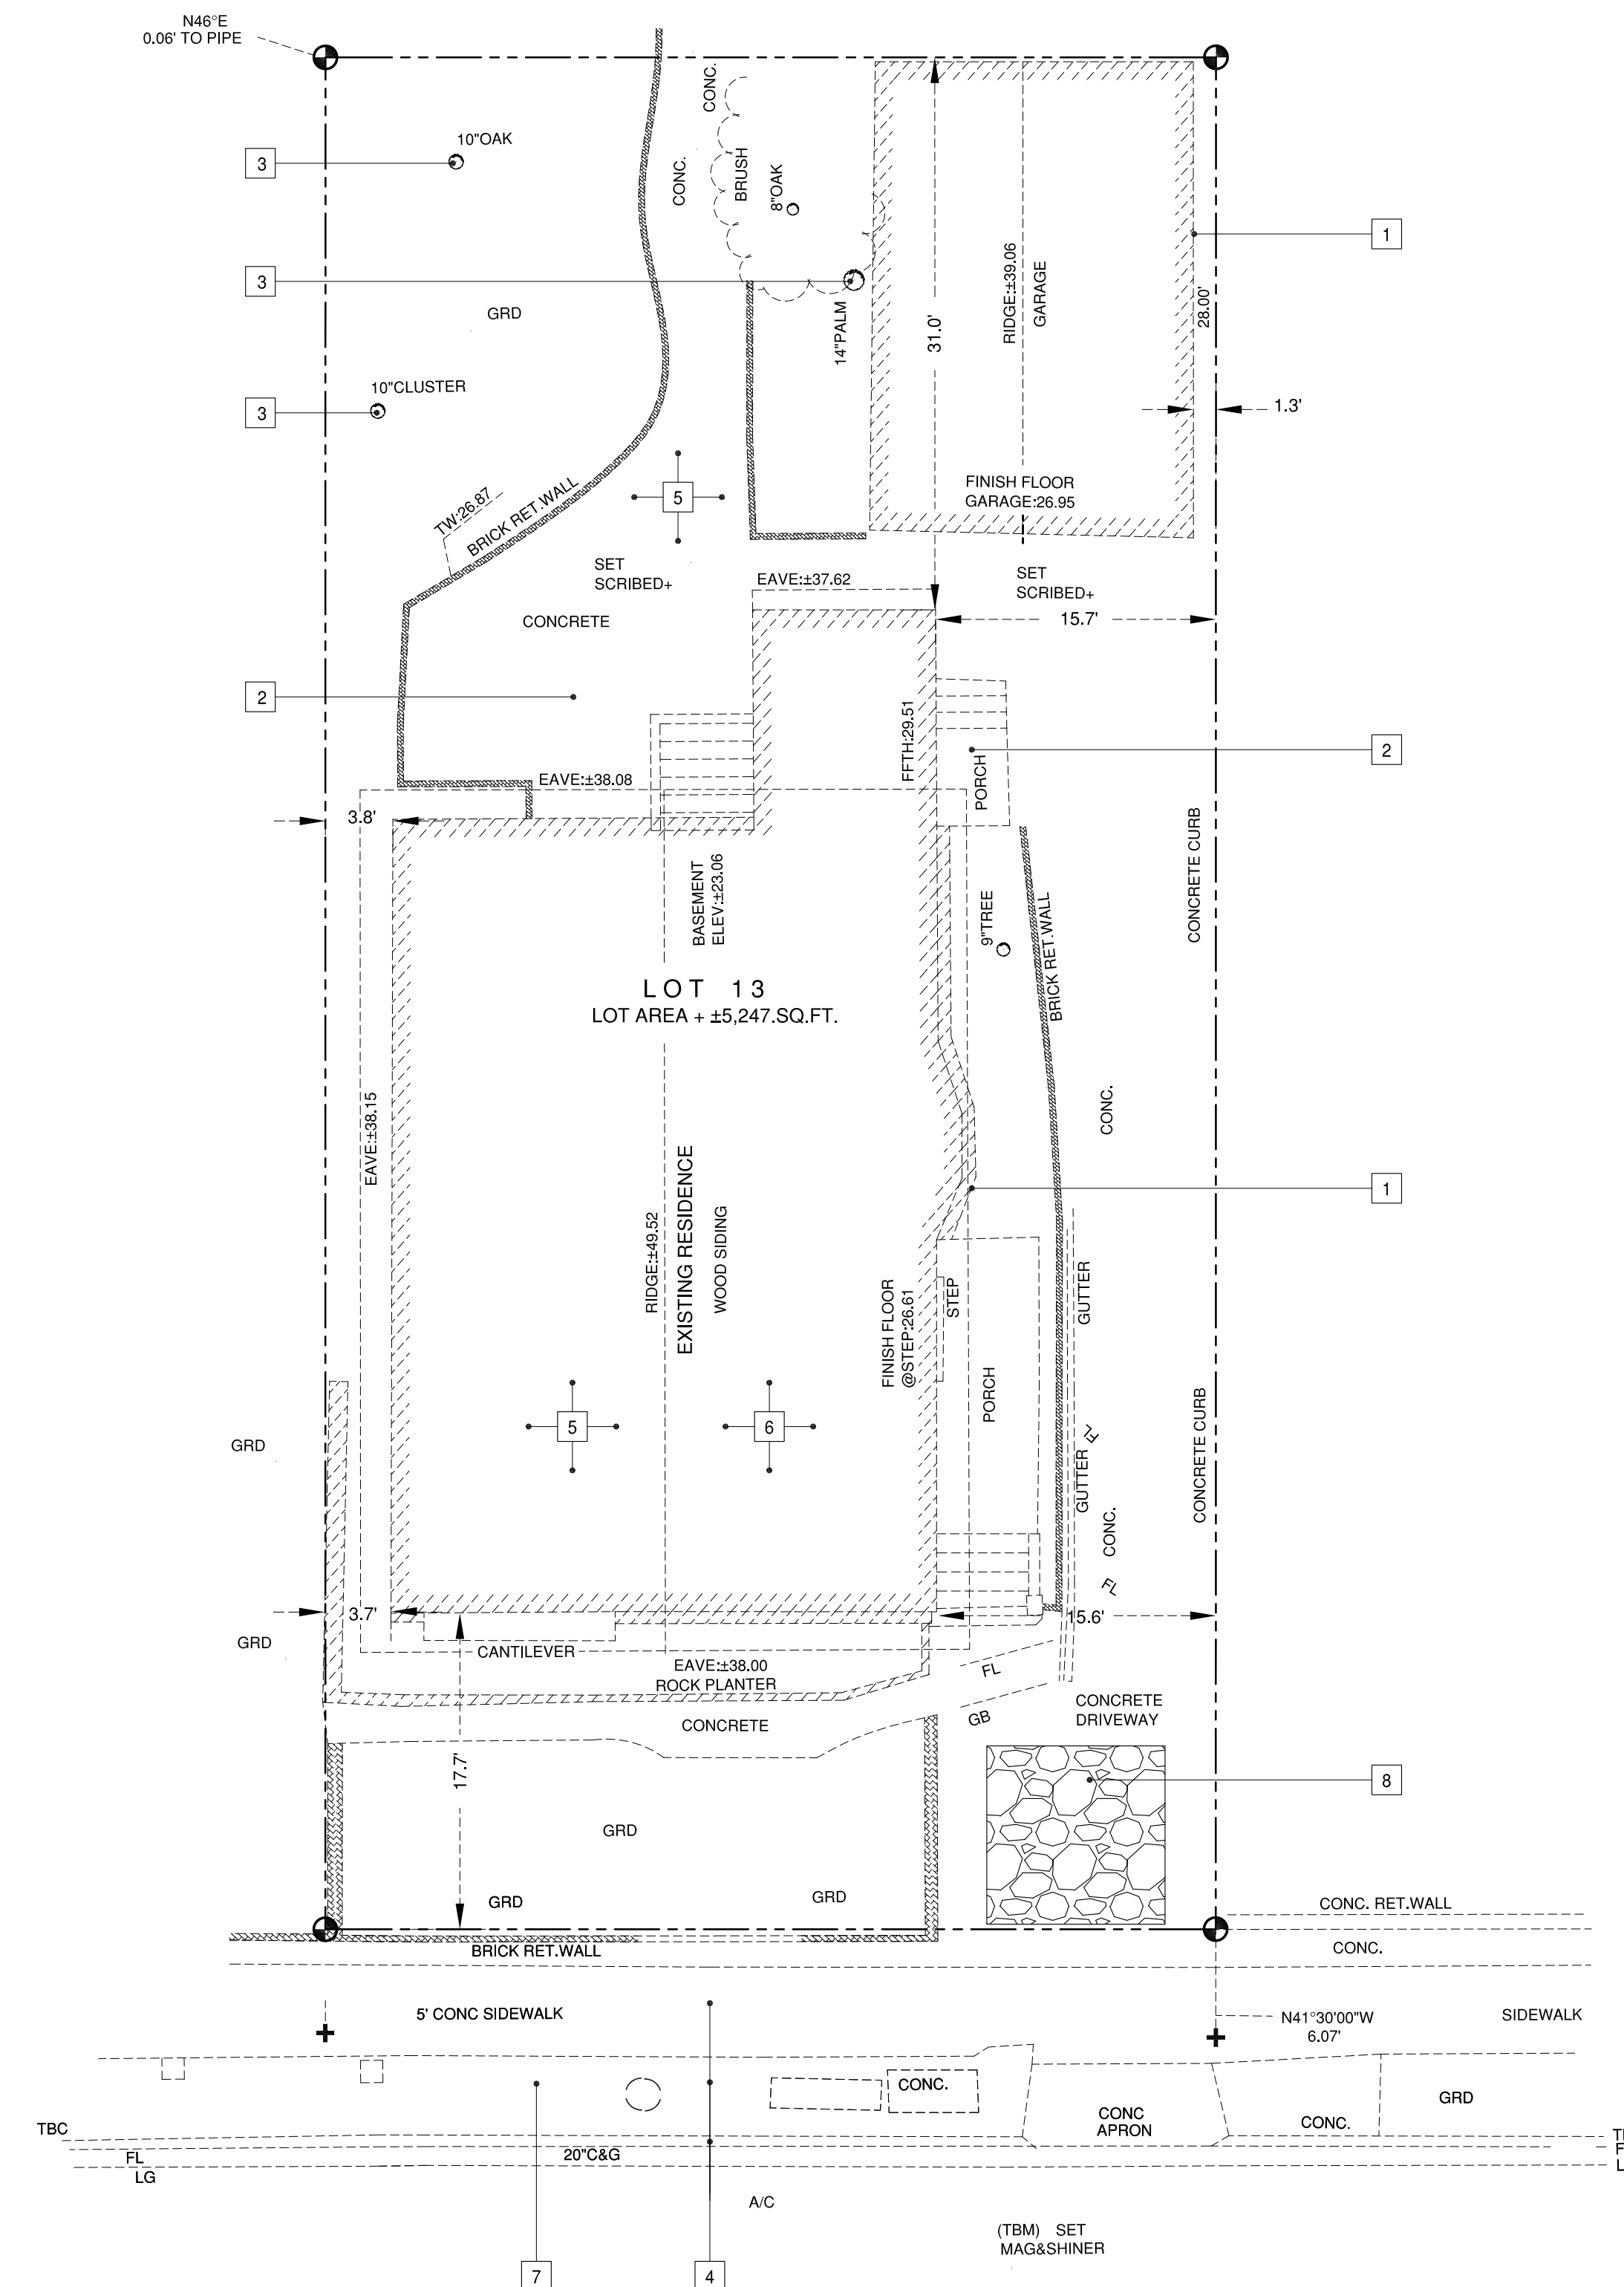 N46°E
0.06' TO PIPE
CONC.
10"OAK
3
CONC.
BRUSH
8"OAK
1
3
GRD
14"PALM
31.0'
RIDGE:±39.06
GARAGE
28.00'
10"CLUSTER
3
1.3'
TW:26.87
BRICK RET.WALL
5
FINISH FLOOR
GARAGE:26.95
SET
SCRIBED+
EAVE:±37.62
SET
SCRIBED+
CONCRETE
15.7'
2
FFTH:29.51
2
PORCH
EAVE:±38.08
3.8'
CONCRETE CURB
BASEMENT
ELEV:±23.06
9"TREE
BRICK RET.WALL
LOT 13
LOT AREA + ±5,247.SQ.FT.
EAVE:±38.15
CONC.
1
RIDGE:±49.52
EXISTING RESIDENCE
WOOD SIDING
FINISH FLOOR
@STEP:26.61
STEP
GUTTER
PORCH
CONCRETE CURB
5
6
GRD
FL
GUTTER
CONC.
FL
3.7'
15.6'
GRD
CANTILEVER
EAVE:±38.00
ROCK PLANTER
FL
CONCRETE
GB
CONCRETE
DRIVEWAY
17.7'
8
GRD
GRD
GRD
CONC. RET.WALL
BRICK RET.WALL
CONC.
5' CONC SIDEWALK
N41°30'00"W
6.07'
SIDEWALK
CONC.
GRD
CONC
APRON
CONC.
TBC
FL
LG
20"C&G
A/C
(TBM) SET
MAG&SHINER
7
4